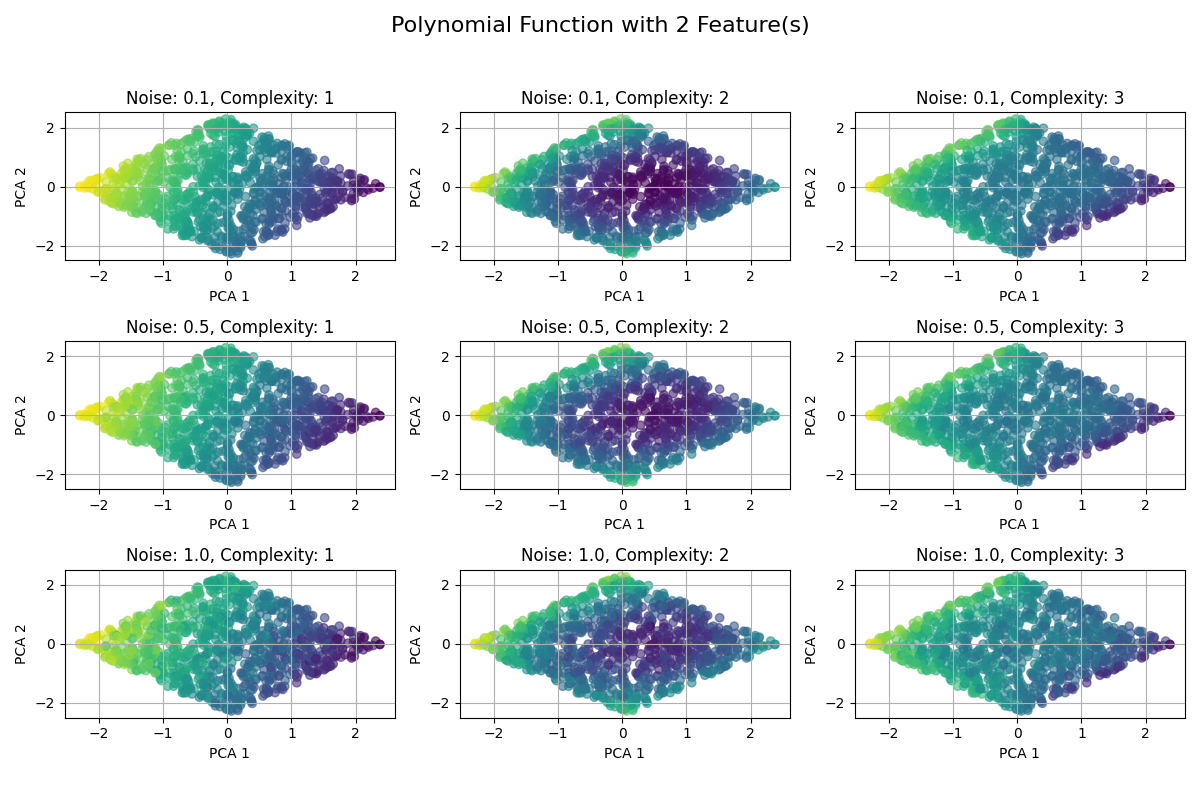 Polynomial Function with 2 Feature(s)
Noise: 0.1, Complexity: 1
PCA 2
2
0
−2
−2 −1 0 1 2
PCA 1
Noise: 0.1, Complexity: 2
PCA 2
2
0
−2
−2 −1 0 1 2
PCA 1
Noise: 0.1, Complexity: 3
PCA 2
2
0
−2
−2 −1 0 1 2
PCA 1
Noise: 0.5, Complexity: 1
PCA 2
2
0
−2
−2 −1 0 1 2
PCA 1
Noise: 0.5, Complexity: 2
PCA 2
2
0
−2
−2 −1 0 1 2
PCA 1
Noise: 0.5, Complexity: 3
PCA 2
2
0
−2
−2 −1 0 1 2
PCA 1
Noise: 1.0, Complexity: 1
PCA 2
2
0
−2
−2 −1 0 1 2
PCA 1
Noise: 1.0, Complexity: 2
PCA 2
2
0
−2
−2 −1 0 1 2
PCA 1
Noise: 1.0, Complexity: 3
PCA 2
2
0
−2
−2 −1 0 1 2
PCA 1